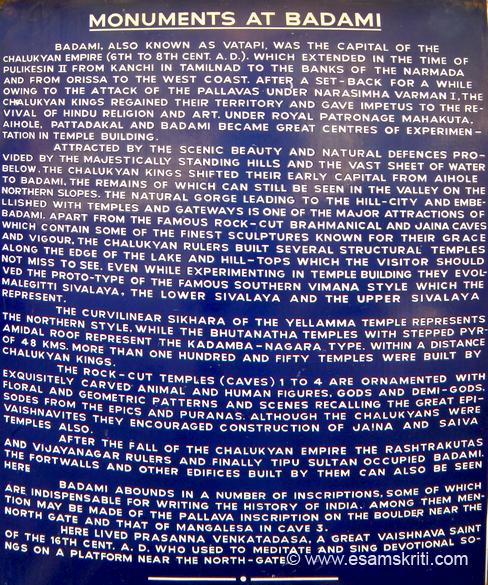 MONUMENTS AT BADAMI
BADAMI, ALSO KNOWN AS VATAPI, WAS THE CAPITAL OF THE
CHALUKYAN EMPIRE (6TH TO 8TH CENT. A.D.). WHICH EXTENDED IN THE TIME OF
PULIKESIN II FROM KANCHI IN TAMILNAD TO THE BANKS OF THE NARMADA
AND FROM ORISSA TO THE WEST COAST. AFTER A SET-BACK FOR A WHILE
OWING TO THE ATTACK OF THE PALLAVAS UNDER NARASIMHA VARMAN I, THE
CHALUKYAN KINGS REGAINED THEIR TERRITORY AND GAVE IMPETUS TO THE RE-
VIVAL OF HINDU RELIGION AND ART. UNDER ROYAL PATRONAGE MAHAKUTA,
AIHOLE, PATTADAKAL AND BADAMI BECAME GREAT CENTRES OF EXPERIMEN-
TATION IN TEMPLE BUILDING.
ATTRACTED BY THE SCENIC BEAUTY AND NATURAL DEFENCES PRO-
VIDED BY THE MAJESTICALLY STANDING HILLS AND THE VAST SHEET OF WATER
BELOW, THE CHALUKYAN KINGS SHIFTED THEIR EARLY CAPITAL FROM AIHOLE
TO BADAMI, THE REMAINS OF WHICH CAN STILL BE SEEN IN THE VALLEY ON THE
NORTHERN SLOPES. THE NATURAL GORGE LEADING TO THE HILL-CITY AND EMBE-
LLISHED WITH TEMPLES AND GATEWAYS IS ONE OF THE MAJOR ATTRACTIONS OF
BADAMI. APART FROM THE FAMOUS ROCK-CUT BRAHMANICAL AND JAINA CAVES
WHICH CONTAIN SOME OF THE FINEST SCULPTURES KNOWN FOR THEIR GRACE
AND VIGOUR, THE CHALUKYAN RULERS BUILT SEVERAL STRUCTURAL TEMPLES
ALONG THE EDGE OF THE LAKE AND HILL-TOPS WHICH THE VISITOR SHOULD
NOT MISS TO SEE. EVEN WHILE EXPERIMENTING IN TEMPLE BUILDING THEY EVOL-
VED THE PROTO-TYPE OF THE FAMOUS SOUTHERN VIMANA STYLE WHICH THE
MALEGITTI SIVALAYA, THE LOWER SIVALAYA AND THE UPPER SIVALAYA
REPRESENT.
THE CURVILINEAR SIKHARA OF THE YELLAMMA TEMPLE REPRESENTS
THE NORTHERN STYLE, WHILE THE BHUTANATHA TEMPLES WITH STEPPED PYR-
AMIDAL ROOF REPRESENT THE KADAMBA-NAGARA TYPE. WITHIN A DISTANCE
OF 48 KMS. MORE THAN ONE HUNDRED AND FIFTY TEMPLES WERE BUILT BY
CHALUKYAN KINGS.
THE ROCK-CUT TEMPLES (CAVES) 1 TO 4 ARE ORNAMENTED WITH
EXQUISITELY CARVED ANIMAL AND HUMAN FIGURES, GODS AND DEMI-GODS,
FLORAL AND GEOMETRIC PATTERNS AND SCENES RECALLING THE GREAT EPI-
SODES FROM THE EPICS AND PURANAS. ALTHOUGH THE CHALUKYANS WERE
VAISHNAVITES THEY ENCOURAGED CONSTRUCTION OF JAINA AND SAIVA
TEMPLES ALSO.
AFTER THE FALL OF THE CHALUKYAN EMPIRE THE RASHTRAKUTAS
AND VIJAYANAGAR RULERS AND FINALLY TIPU SULTAN OCCUPIED BADAMI.
THE FORTWALLS AND OTHER EDIFICES BUILT BY THEM CAN ALSO BE SEEN
HERE
BADAMI ABOUNDS IN A NUMBER OF INSCRIPTIONS, SOME OF WHICH
ARE INDISPENSABLE FOR WRITING THE HISTORY OF INDIA. AMONG THEM MEN-
TION MAY BE MADE OF THE PALLAVA INSCRIPTION ON THE BOULDER NEAR THE
NORTH GATE AND THAT OF MANGALESA IN CAVE 3.
HERE LIVED PRASANNA VENKATADASA, A GREAT VAISHNAVA SAINT
OF THE 16TH CENT. A.D. WHO USED TO MEDITATE AND SING DEVOTIONAL SO-
NGS ON A PLATFORM NEAR THE NORTH-GATE
© www.esamskriti.com